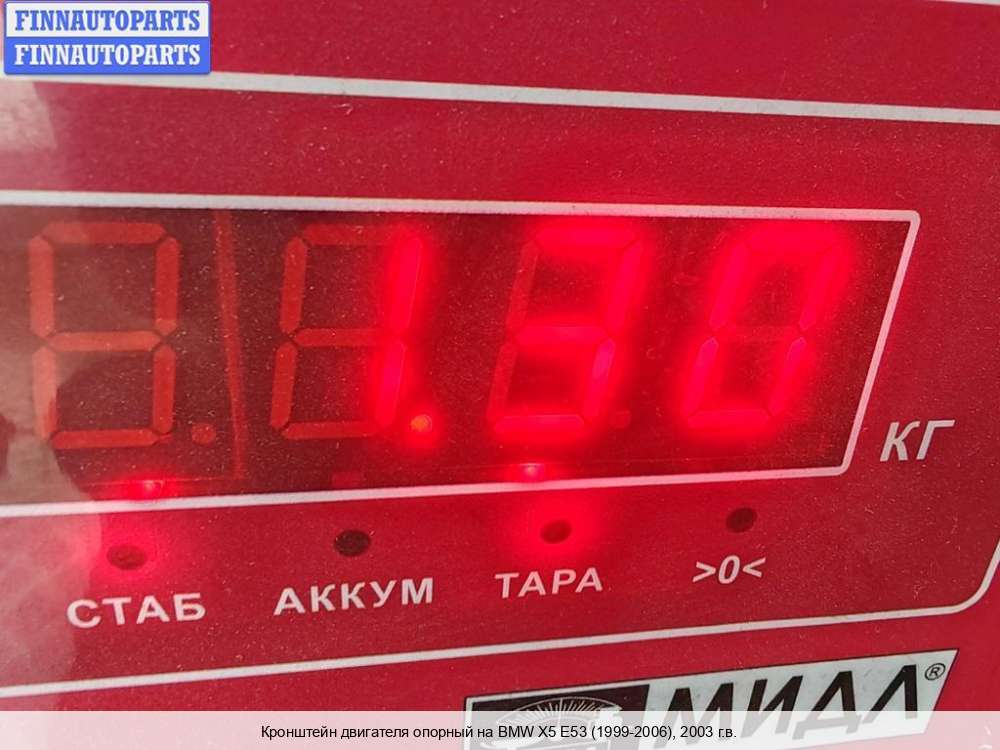 FINNAUTOPARTS
FINNAUTOPARTS
1.30
КГ
СТАБ АККУМ ТАРА >0<
МИДЛ®
Кронштейн двигателя опорный на BMW X5 E53 (1999-2006), 2003 г.в.